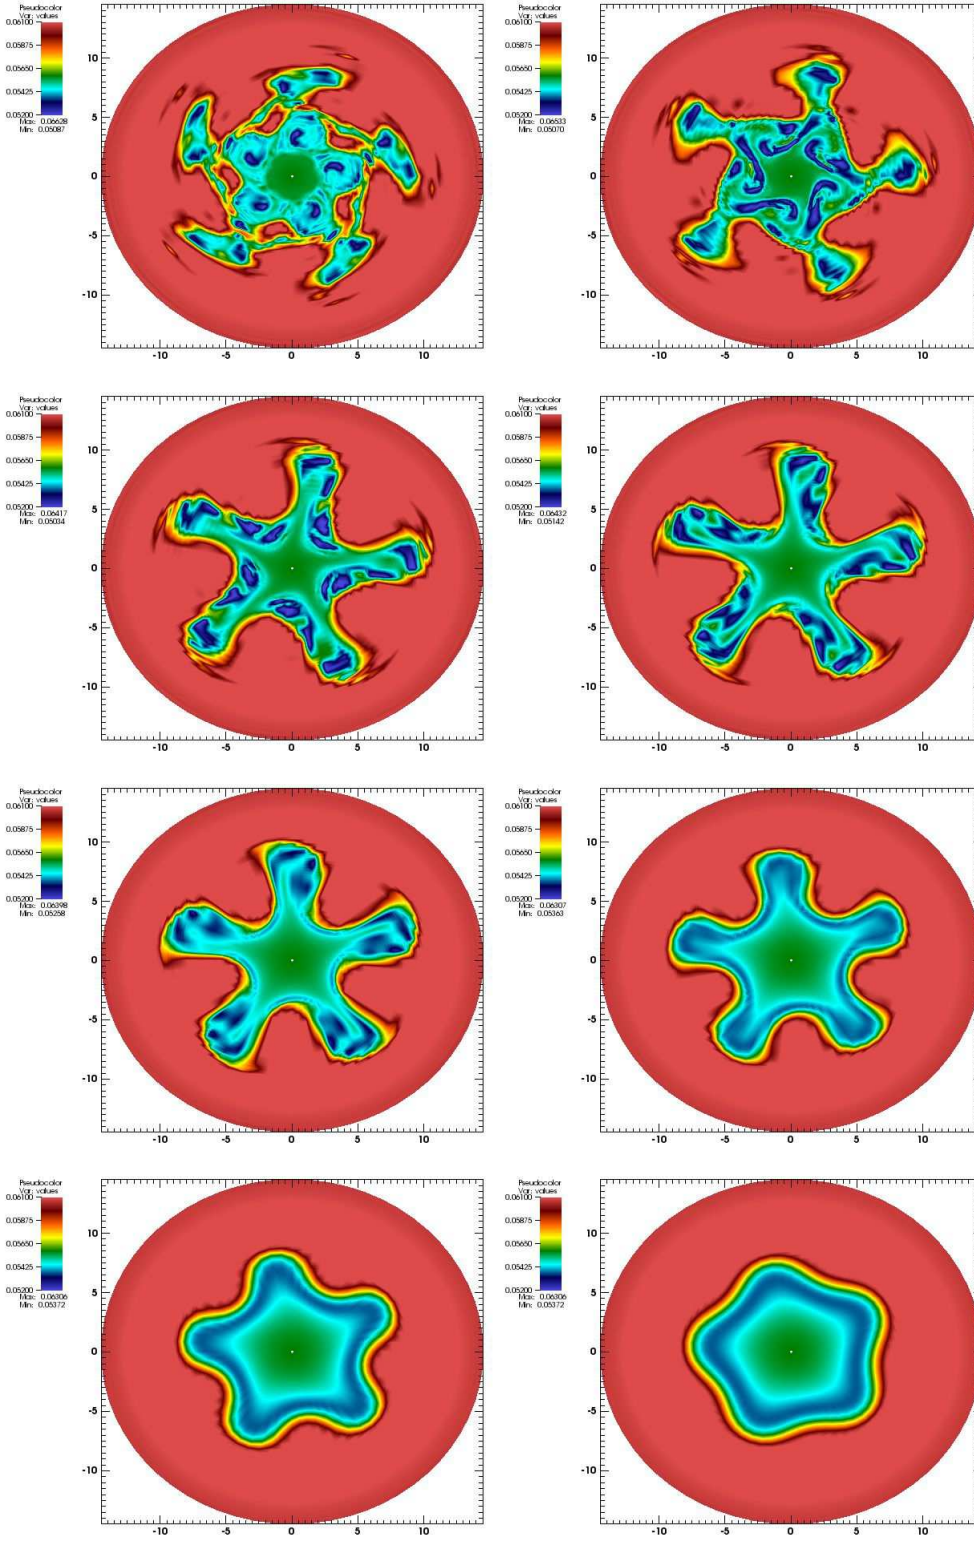 Pseudocolor
Var: values
0.06100
0.05875
0.05650
0.05425
0.05200
Max: 0.06628
Min: 0.05087
10
5
0
-5
-10
-10 -5 0 5 10
Pseudocolor
Var: values
0.06100
0.05875
0.05650
0.05425
0.05200
Max: 0.06533
Min: 0.05070
10
5
0
-5
-10
-10 -5 0 5 10
Pseudocolor
Var: values
0.06100
0.05875
0.05650
0.05425
0.05200
Max: 0.06417
Min: 0.05034
10
5
0
-5
-10
-10 -5 0 5 10
Pseudocolor
Var: values
0.06100
0.05875
0.05650
0.05425
0.05200
Max: 0.06432
Min: 0.05142
10
5
0
-5
-10
-10 -5 0 5 10
Pseudocolor
Var: values
0.06100
0.05875
0.05650
0.05425
0.05200
Max: 0.06398
Min: 0.05258
10
5
0
-5
-10
-10 -5 0 5 10
Pseudocolor
Var: values
0.06100
0.05875
0.05650
0.05425
0.05200
Max: 0.06307
Min: 0.05363
10
5
0
-5
-10
-10 -5 0 5 10
Pseudocolor
Var: values
0.06100
0.05875
0.05650
0.05425
0.05200
Max: 0.06306
Min: 0.05372
10
5
0
-5
-10
-10 -5 0 5 10
Pseudocolor
Var: values
0.06100
0.05875
0.05650
0.05425
0.05200
Max: 0.06306
Min: 0.05372
10
5
0
-5
-10
-10 -5 0 5 10